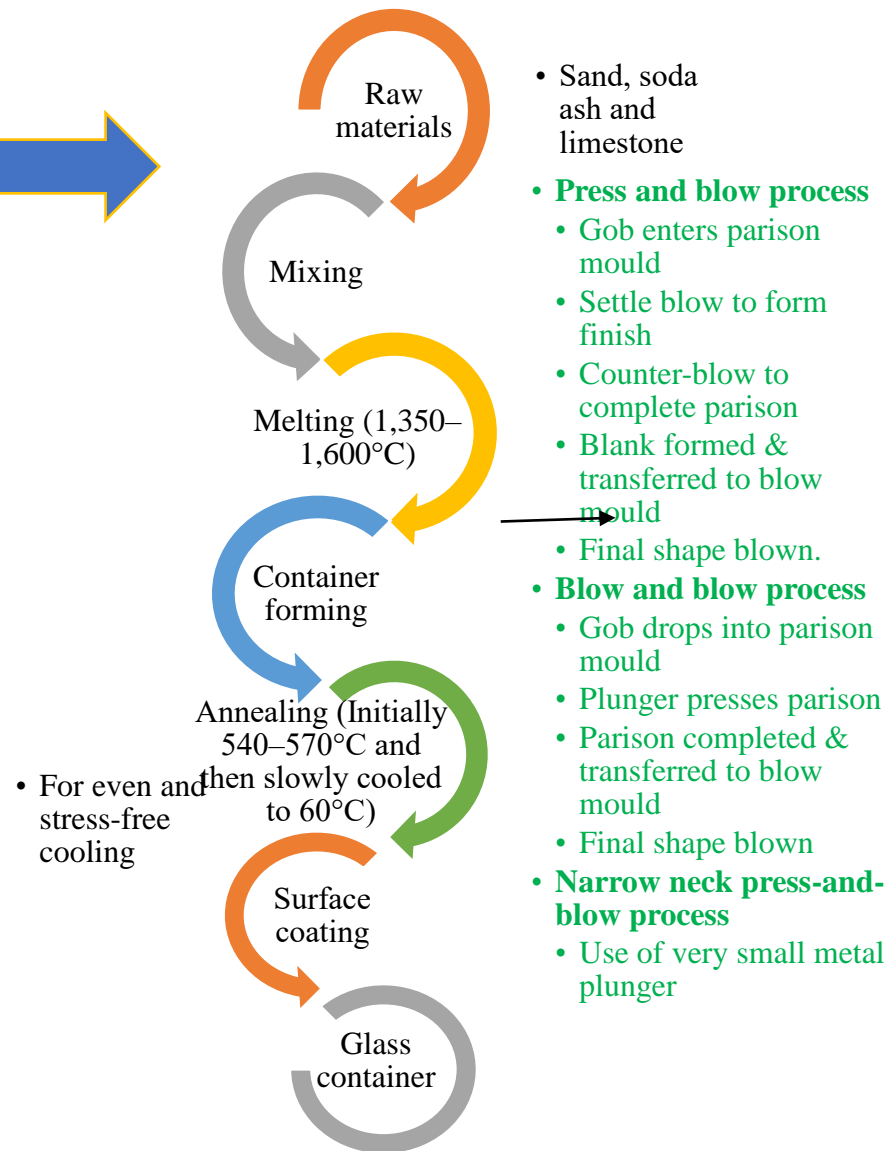 Raw
materials
• Sand, soda
ash and
limestone
Mixing
Melting (1,350–
1,600°C)
Container
forming
Annealing (Initially
540–570°C and
then slowly cooled
to 60°C)
• For even and
stress-free
cooling
Surface
coating
Glass
container
• Press and blow process
• Gob enters parison
mould
• Settle blow to form
finish
• Counter-blow to
complete parison
• Blank formed &
transferred to blow
mould
• Final shape blown.
• Blow and blow process
• Gob drops into parison
mould
• Plunger presses parison
• Parison completed &
transferred to blow
mould
• Final shape blown
• Narrow neck press-and-
blow process
• Use of very small metal
plunger